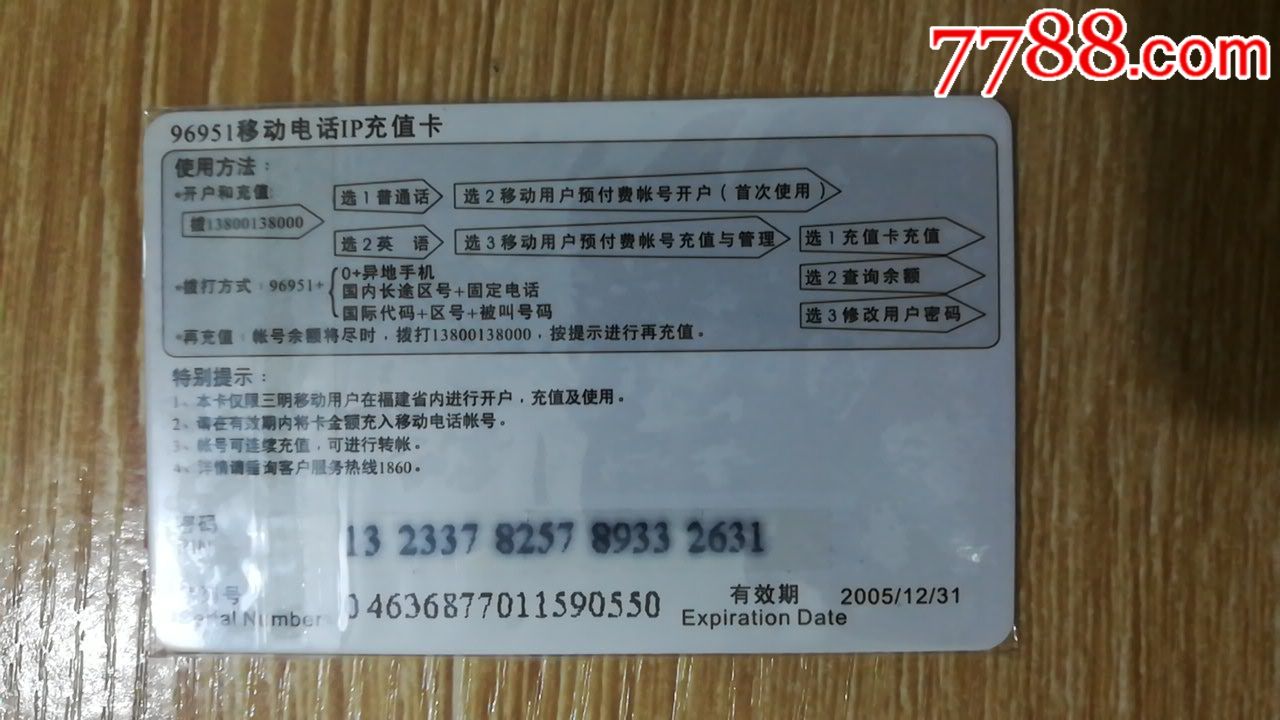 7788.com
96951移动电话IP充值卡
使用方法：
•开户和充值:
拨13800138000
选1普通话
选2移动用户预付费帐号开户（首次使用）
选2英 语
选3移动用户预付费帐号充值与管理
选1充值卡充值
选2查询余额
选3修改用户密码
•拨打方式：96951+
0+异地手机
国内长途区号+固定电话
国际代码+区号+被叫号码
•再充值：帐号余额将尽时，拨打13800138000，按提示进行再充值。
特别提示：
1、本卡仅限三明移动用户在福建省内进行开户，充值及使用。
2、请在有效期内将卡金额充入移动电话帐号。
3、帐号可连续充值，可进行转帐。
4、详情请垂询客户服务热线1860。
密码
13 2337 8257 8933 2631
Serial Number
04636877011590550
有效期
Expiration Date
2005/12/31